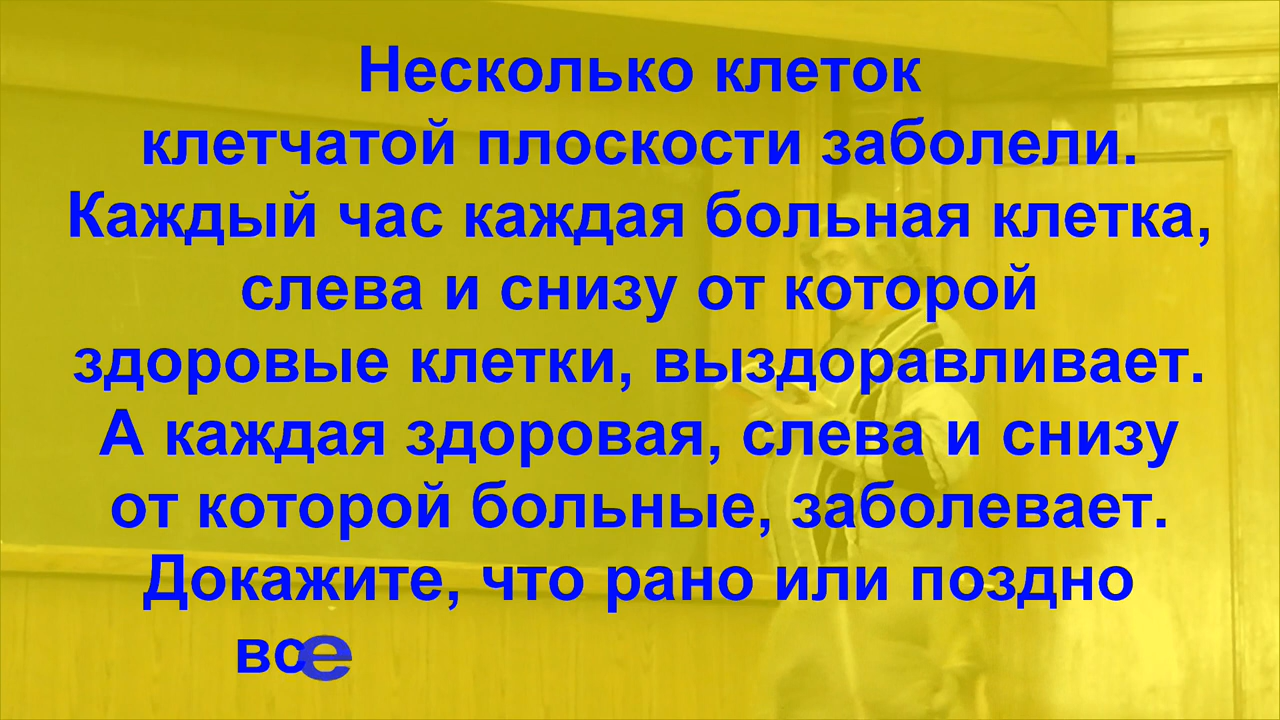 Несколько клеток
клетчатой плоскости заболели.
Каждый час каждая больная клетка,
слева и снизу от которой
здоровые клетки, выздоравливает.
А каждая здоровая, слева и снизу
от которой больные, заболевает.
Докажите, что рано или поздно
все